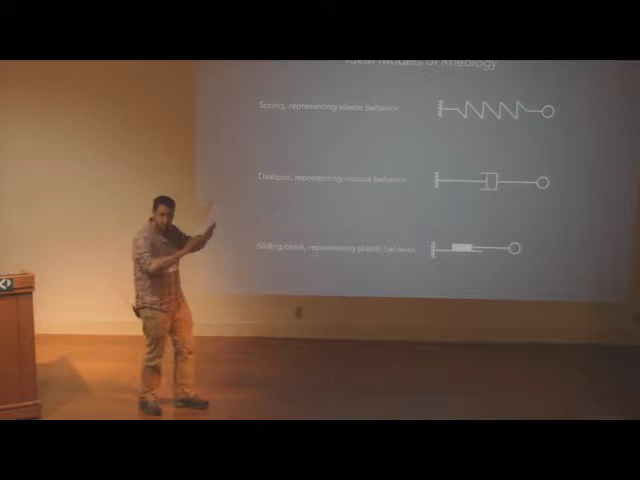 Ideal Models of Rheology
Spring, representing elastic behavior
Dashpot, representing viscous behavior
Sliding block, representing plastic behavior